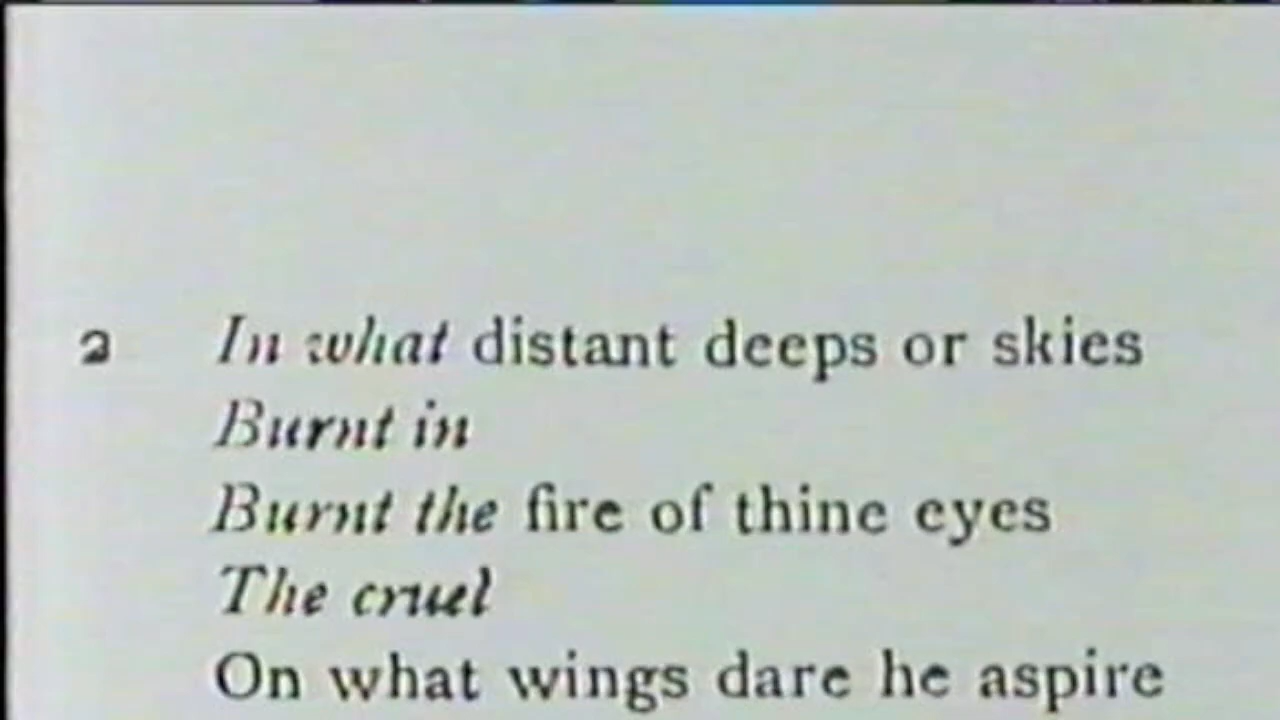 2 In what distant deeps or skies
Burnt in
Burnt the fire of thine eyes
The cruel
On what wings dare he aspire